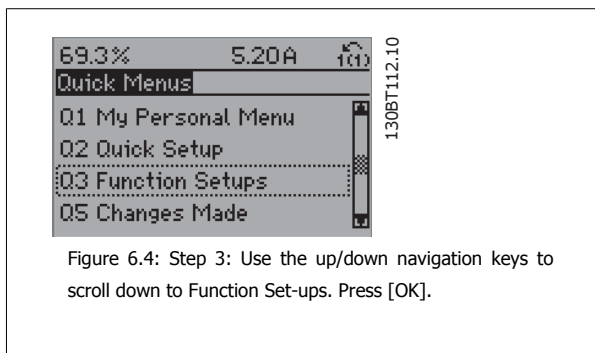 69.3% 5.20A 1(1)
Quick Menus
Q1 My Personal Menu
Q2 Quick Setup
Q3 Function Setups
Q5 Changes Made
130BT112.10
Figure 6.4: Step 3: Use the up/down navigation keys to
scroll down to Function Set-ups. Press [OK].